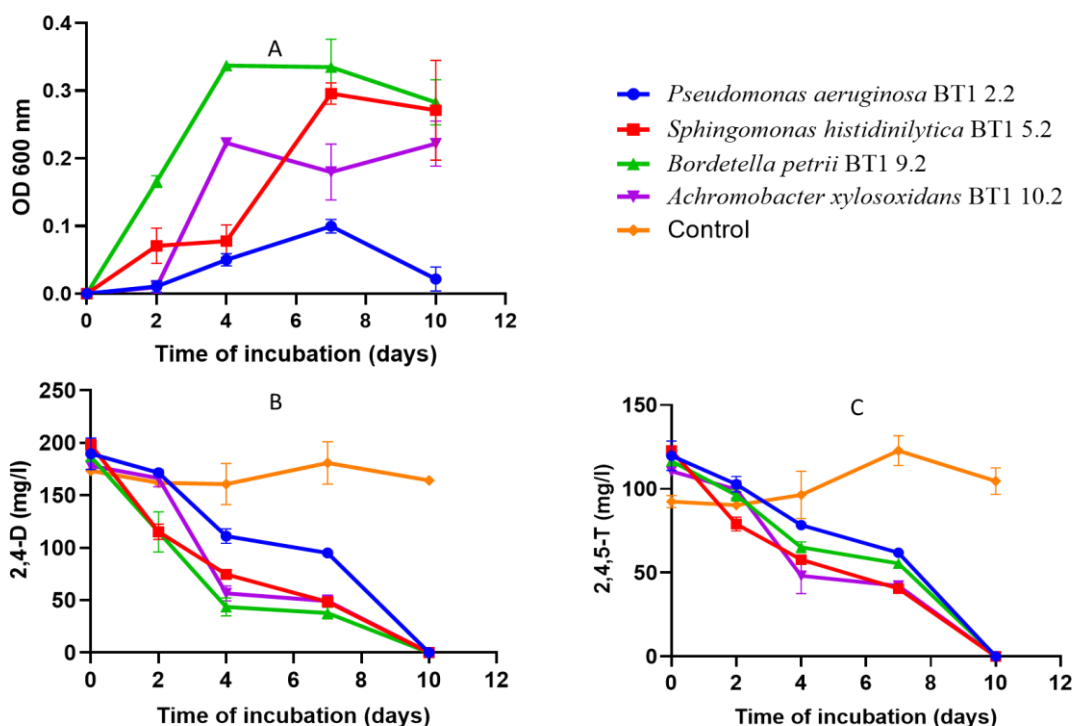 A
OD 600 nm
0.4
0.3
0.2
0.1
0.0
0 2 4 6 8 10 12
Time of incubation (days)
Pseudomonas aeruginosa BT1 2.2
Sphingomonas histidinilytica BT1 5.2
Bordetella petrii BT1 9.2
Achromobacter xylosoxidans BT1 10.2
Control
B
2,4-D (mg/l)
250
200
150
100
50
0
0 2 4 6 8 10 12
Time of incubation (days)
C
2,4,5-T (mg/l)
150
100
50
0
0 2 4 6 8 10 12
Time of incubation (days)